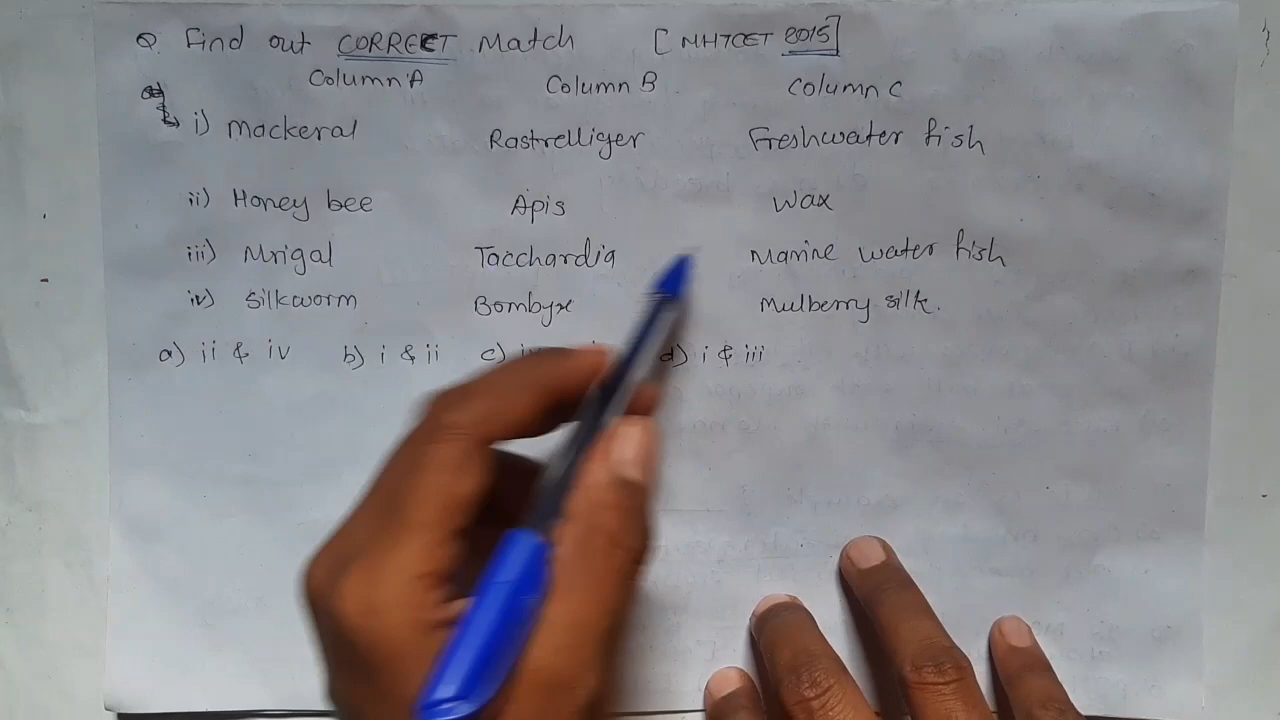 Q. Find out CORRECT Match [NHTCET 2015]
Column A Column B Column C
i) Mackeral Rastrelliger Freshwater fish
ii) Honey bee Apis Wax
iii) Mrigal Tacchardia Marine water fish
iv) Silkworm Bombyx Mulberry silk.
a) ii & iv b) i & ii c) d) i & iii